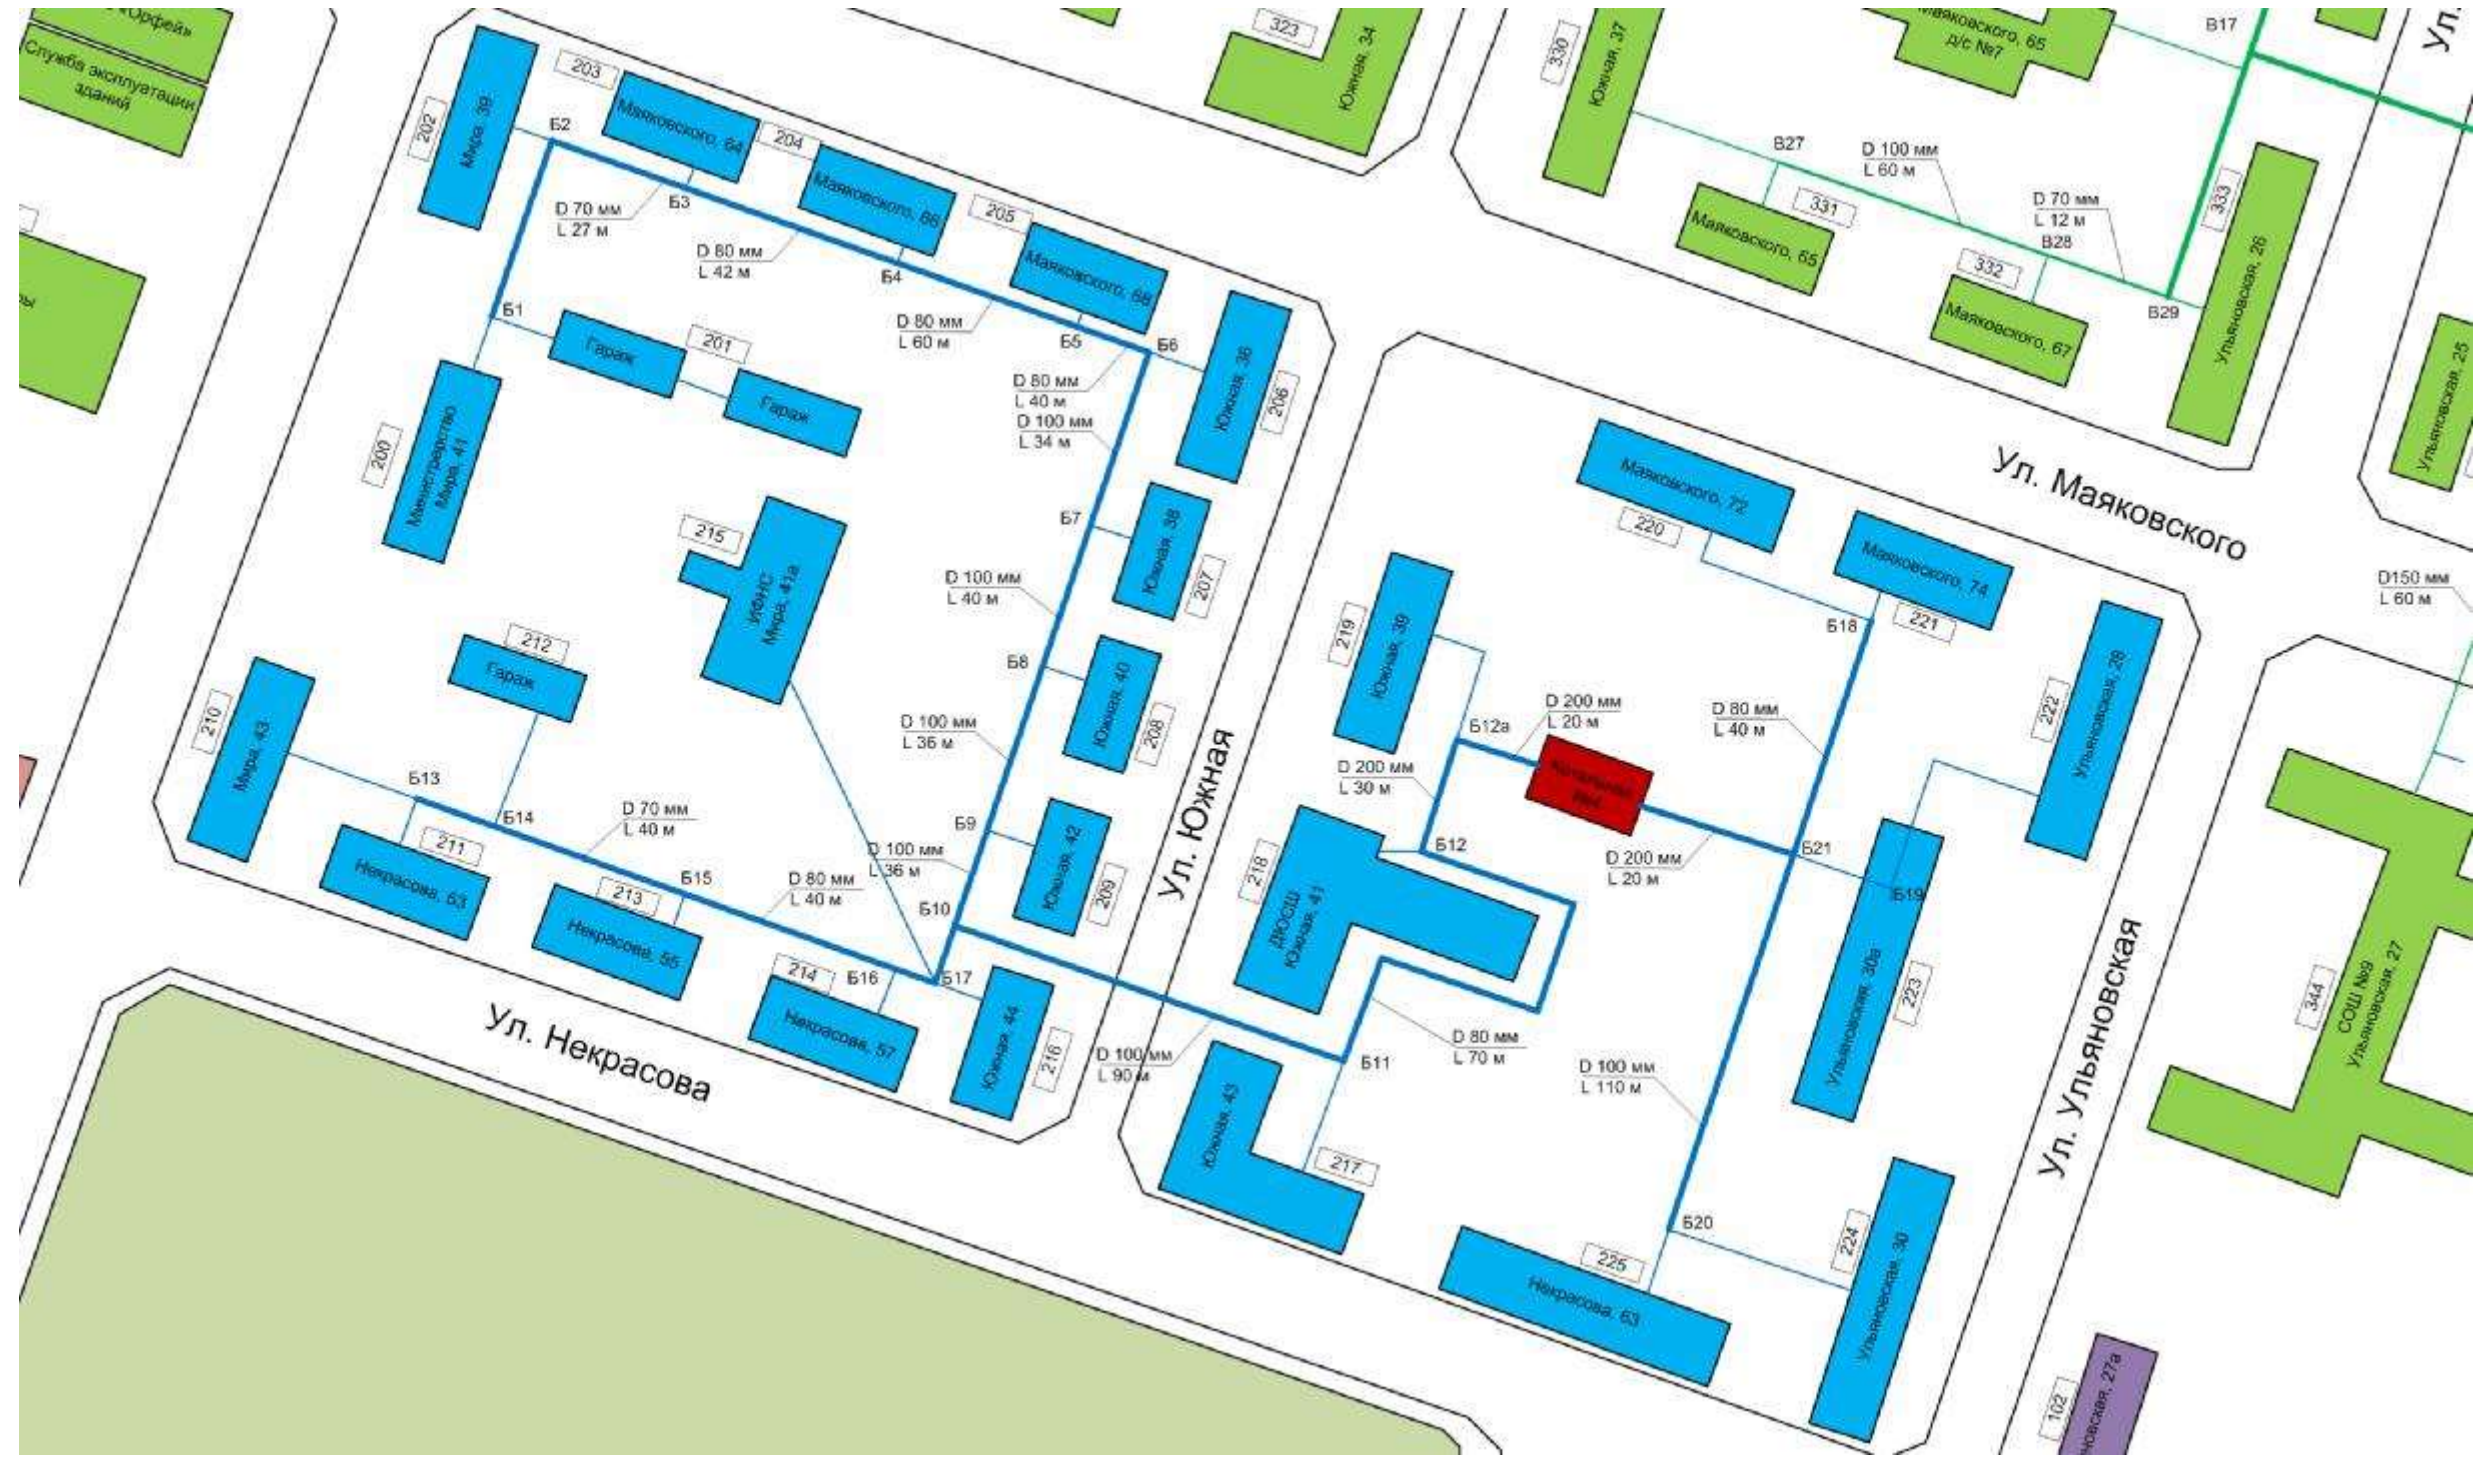 «Орфей»
Служба эксплуатации
зданий
203
202
Мира, 39
Б2
Маяковского, 64
204
Маяковского, 66
205
Маяковского, 68
323
Южная, 34
330
Южная, 37
Маяковского, 65
д/с №7
В17
Ул.
В27
D 100 мм
L 60 м
D 70 мм
L 12 м
В28
333
331
Маяковского, 65
332
Маяковского, 67
В29
Ульяновская, 26
Ульяновская, 25
D 70 мм
L 27 м
Б3
D 80 мм
L 42 м
Б4
D 80 мм
L 60 м
Б5
Б6
D 80 мм
L 40 м
D 100 мм
L 34 м
Южная, 36
206
Б1
Гараж
201
Гараж
200
Министерство
Мира, 41
215
ИФНС
Мира, 41а
Б7
Южная, 38
207
D 100 мм
L 40 м
Б8
Южная, 40
208
D 100 мм
L 36 м
Б9
Южная, 42
209
D 100 мм
L 36 м
Б10
212
Гараж
210
Мира, 43
Б13
Б14
D 70 мм
L 40 м
211
Некрасова, 53
Б15
213
Некрасова, 55
D 80 мм
L 40 м
214
Б16
Некрасова, 57
Б17
Южная, 44
216
Ул. Некрасова
Ул. Южная
Ул. Маяковского
Маяковского, 72
220
Маяковского, 74
221
Б18
219
Южная, 39
Б12а
D 200 мм
L 20 м
D 80 мм
L 40 м
222
Ульяновская, 28
D150 мм
L 60 м
D 200 мм
L 30 м
Б12
D 200 мм
L 20 м
Б21
Б19
218
ДЮСШ
Южная, 41
Ульяновская, 30а
223
D 100 мм
L 90 м
Б11
D 80 мм
L 70 м
D 100 мм
L 110 м
Южная, 43
217
Б20
225
Некрасова, 63
224
Ульяновская, 30
Ул. Ульяновская
344
СОШ №9
Ульяновская, 27
102
новская, 27а